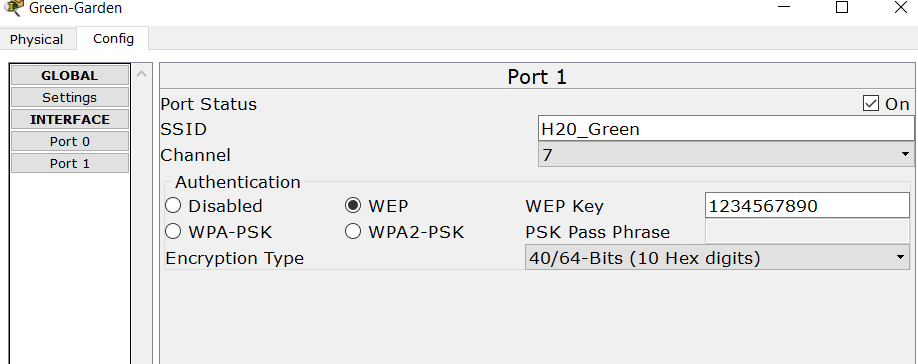 Green-Garden
Physical Config
GLOBAL
Settings
INTERFACE
Port 0
Port 1
Port 1
Port Status On
SSID H20_Green
Channel 7
Authentication
Disabled WEP WEP Key 1234567890
WPA-PSK WPA2-PSK PSK Pass Phrase
Encryption Type 40/64-Bits (10 Hex digits)